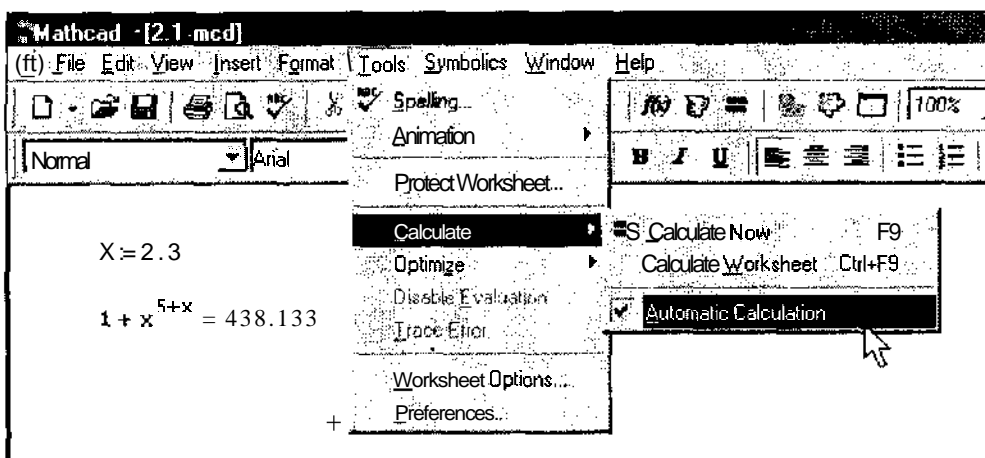 Mathcad -[2.1 mcd]
(ft) File Edit View Insert Format Tools Symbolics Window Help
100%
Normal Arial
B I U
Spelling...
Animation
Protect Worksheet...
Calculate
Optimize
Disable Evaluation
Trace Error
Worksheet Options...
Preferences..
S Calculate Now F9
Calculate Worksheet Ctrl+F9
Automatic Calculation
X:=2.3
1 + x^5+x = 438.133
+